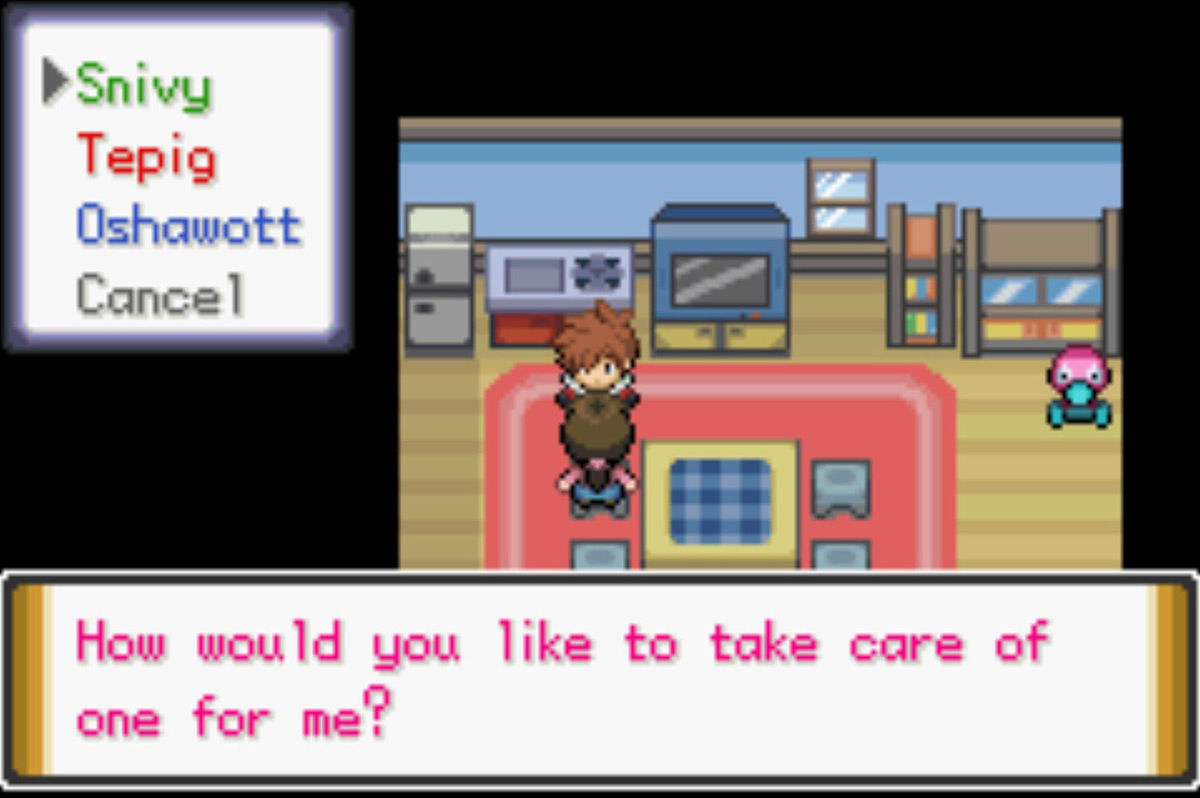 Snivy
Tepig
Oshawott
Cancel
How would you like to take care of
one for me?